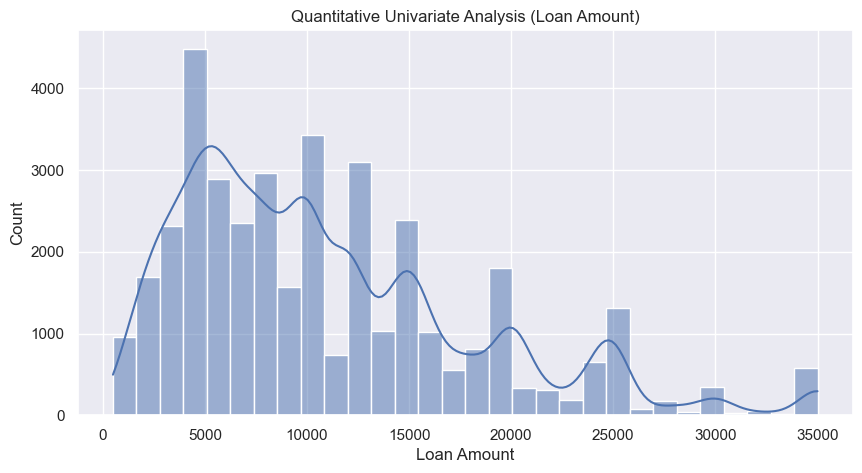 Quantitative Univariate Analysis (Loan Amount)
Count
4000
3000
2000
1000
0
0 5000 10000 15000 20000 25000 30000 35000
Loan Amount